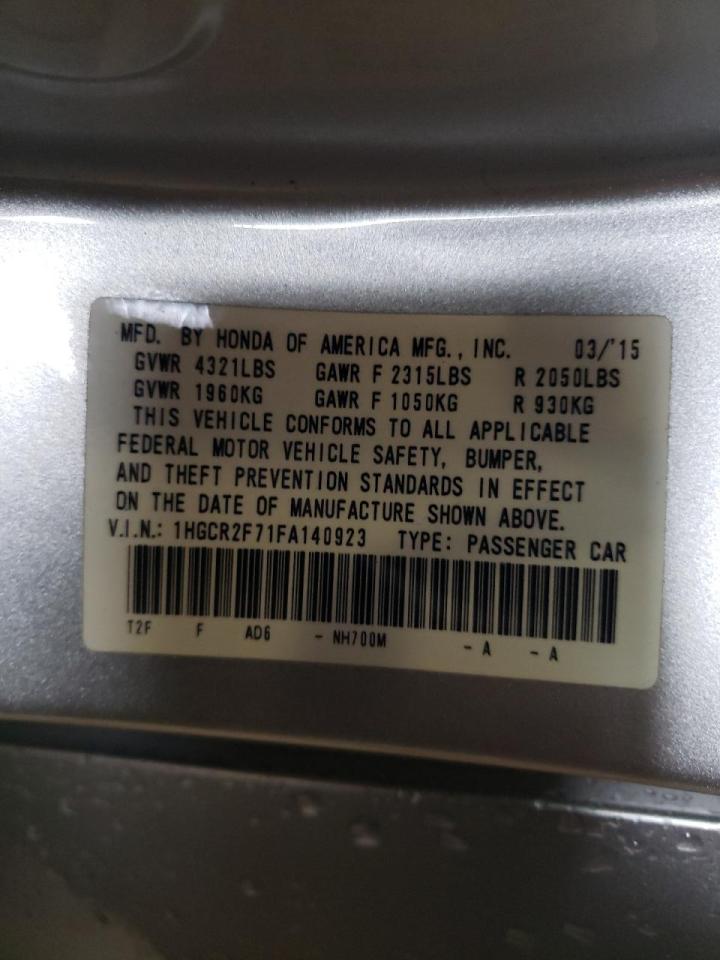 MFD. BY HONDA OF AMERICA MFG., INC. 03/'15
GVWR 4321LBS GAWR F 2315LBS R 2050LBS
GVWR 1960KG GAWR F 1050KG R 930KG
THIS VEHICLE CONFORMS TO ALL APPLICABLE
FEDERAL MOTOR VEHICLE SAFETY, BUMPER,
AND THEFT PREVENTION STANDARDS IN EFFECT
ON THE DATE OF MANUFACTURE SHOWN ABOVE.
V.I.N.: 1HGCR2F71FA140923 TYPE: PASSENGER CAR
T2F F AD6 - NH700M - A - A